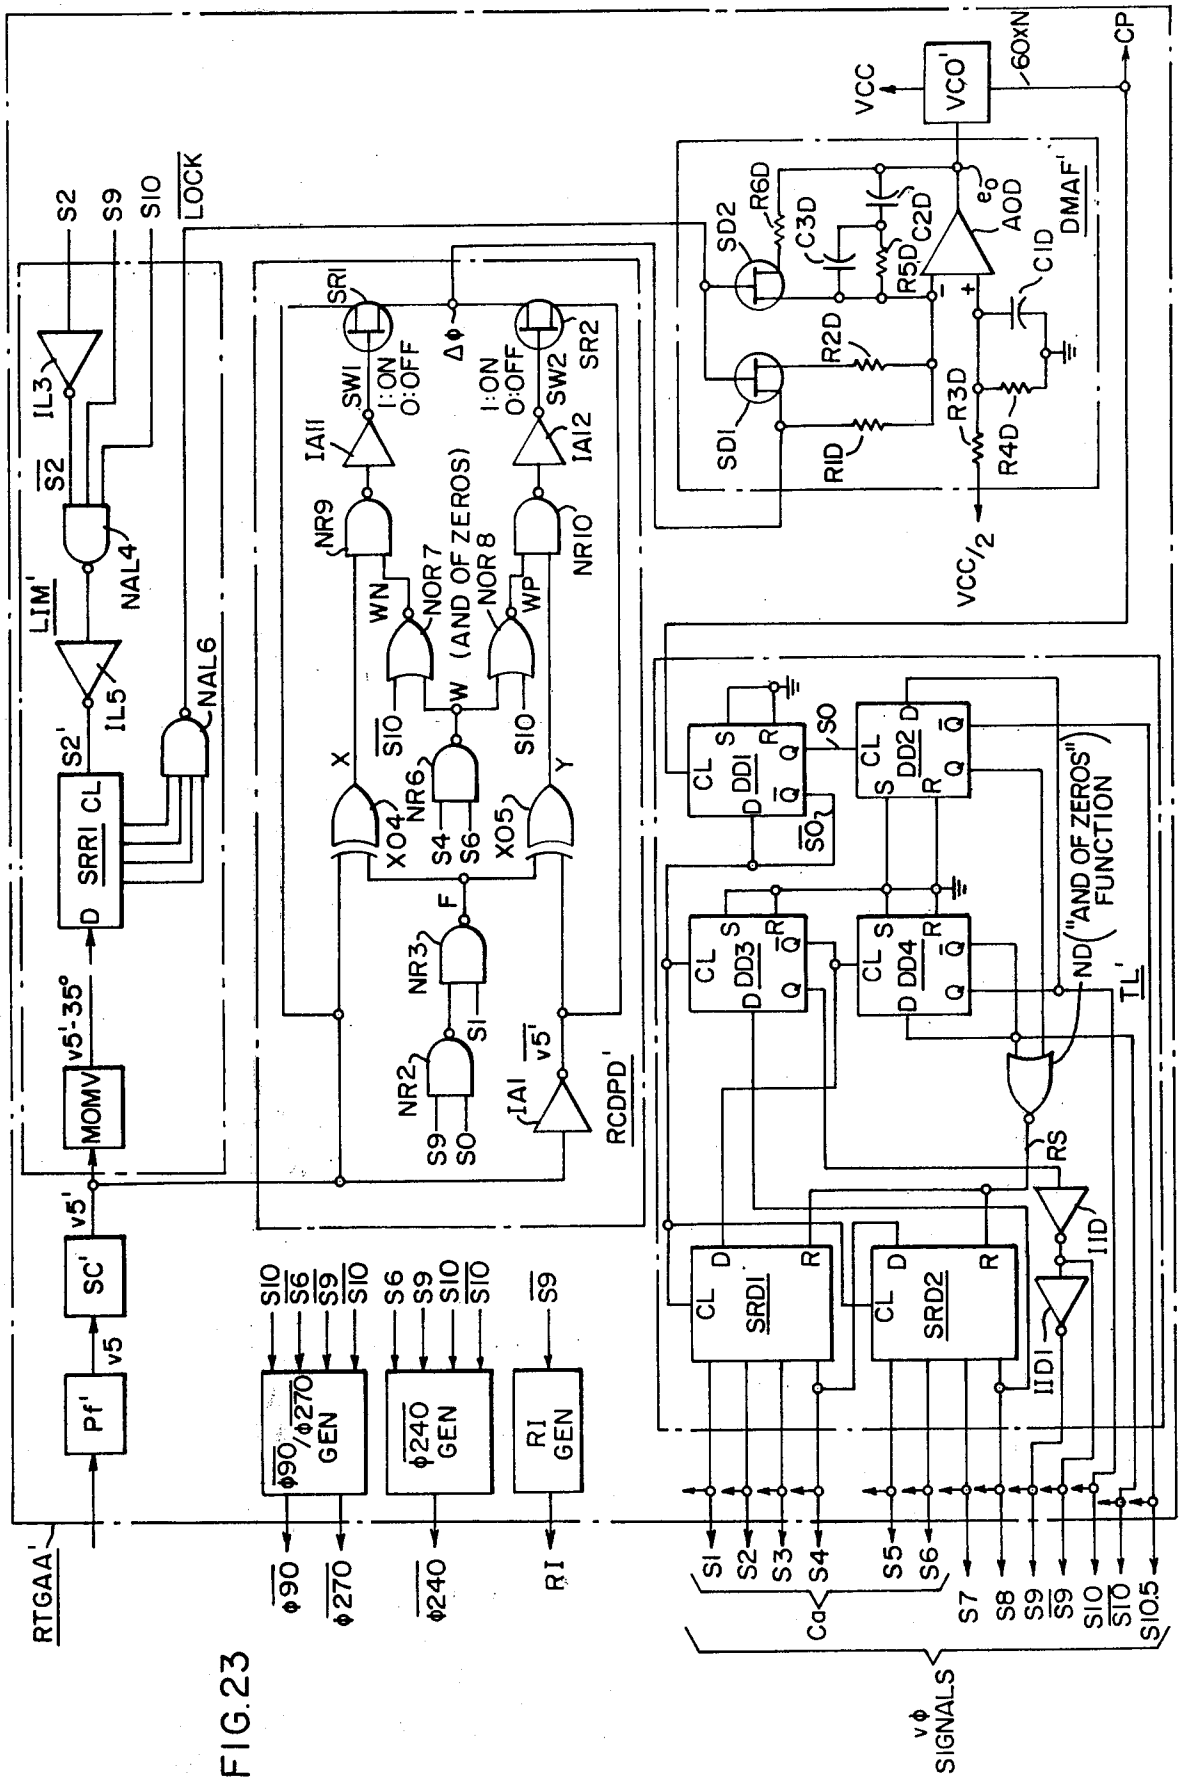 FIG.23
RTGAA'
Pf'
v5
SC'
v5'
MOMV
v5'-35°
D SRR1 CL
S2'
IL5
LIM'
NAL4
S2
IL3
S2
S9
S10
LOCK
NAL6
S10
S6
S9
S10
φ90/φ270
GEN
φ90
φ270
S6
S9
S10
S10
φ240
GEN
φ240
S9
RI
GEN
RI
RCDPD'
IA1
v5'
S9
S0
NR2
S1
NR3
F
XO4
X
XO5
Y
S4
S6
NR6
W (AND OF ZEROS)
S10
NOR7
WN
S10
NOR8
WP
NR9
IA11
SW1
1:ON
0:OFF
SR1
Δφ
NR10
IA12
SW2
1:ON
0:OFF
SR2
DMAF'
SD1
SD2
R1D
R2D
R6D
C3D
R5D
C2D
AOD
-
+
e0
C1D
R3D
R4D
VCC/2
VCC
VCO'
60xN
CP
TL'
CL
D DD1 S
R
Q
Q
S0
S0
CL
S DD2 D
R
Q
Q
CL
DD3
S
R
D
Q
Q
CL
D DD4 S
R
Q
Q
ND ("AND OF ZEROS"
FUNCTION)
RS
IID
IID1
CL
SRD1
D
R
CL
SRD2
D
R
S1
S2
S3
S4
S5
S6
S7
S8
S9
S9
S10
S10
S10.5
Ca
vφ
SIGNALS